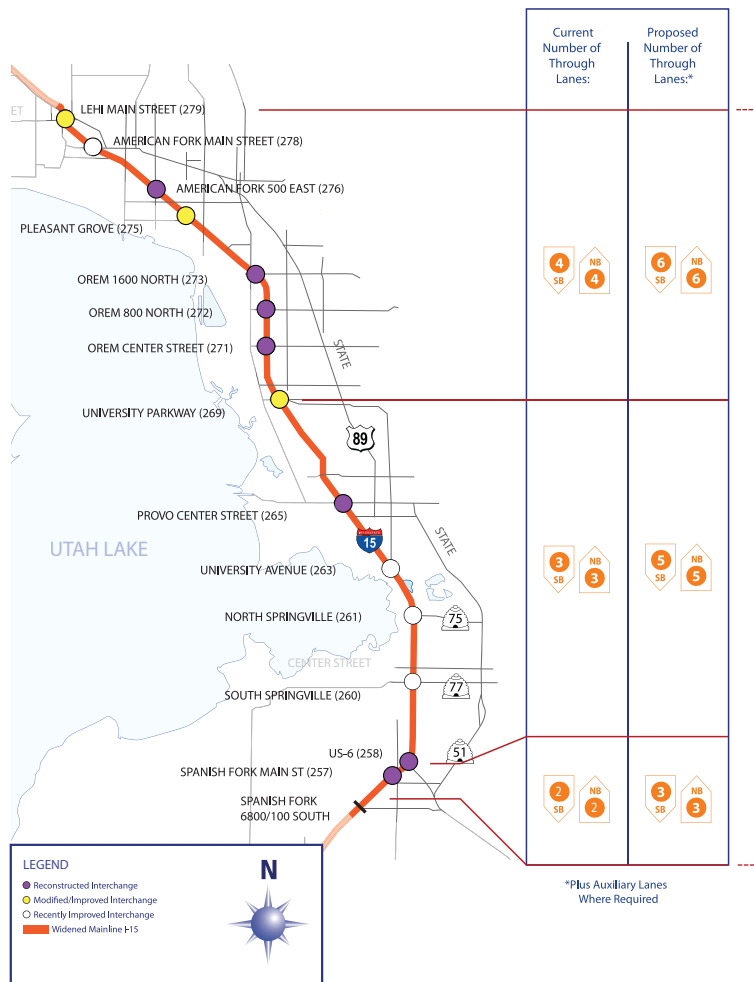 Current
Number of
Through
Lanes:
Proposed
Number of
Through
Lanes:*
ET
LEHI MAIN STREET (279)
AMERICAN FORK MAIN STREET (278)
AMERICAN FORK 500 EAST (276)
PLEASANT GROVE (275)
OREM 1600 NORTH (273)
OREM 800 NORTH (272)
OREM CENTER STREET (271)
STATE
UNIVERSITY PARKWAY (269)
89
PROVO CENTER STREET (265)
INTERSTATE
15
STATE
UTAH LAKE
UNIVERSITY AVENUE (263)
NORTH SPRINGVILLE (261)
75
CENTER STREET
77
SOUTH SPRINGVILLE (260)
US-6 (258)
51
SPANISH FORK MAIN ST (257)
SPANISH FORK
6800/100 SOUTH
4
SB
NB
4
6
SB
NB
6
3
SB
NB
3
5
SB
NB
5
2
SB
NB
2
3
SB
NB
3
*Plus Auxiliary Lanes
Where Required
LEGEND
Reconstructed Interchange
Modified/Improved Interchange
Recently Improved Interchange
Widened Mainline I-15
N